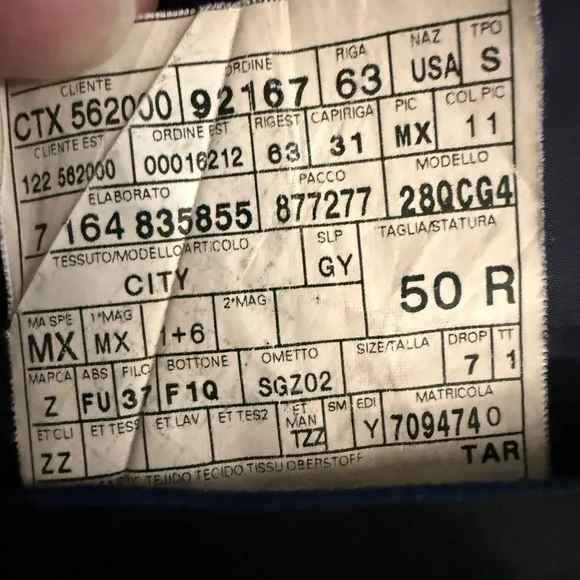 CLIENTE ORDINE RIGA NAZ TPO
CTX 562000 92167 63 USA S
CLIENTE EST ORDINE EST RIGEST CAPIRIGA PIC COL PIC
122 562000 00016212 63 31 MX 11
ELABORATO PACCO MODELLO
7 164 835855 877277 28QCG4
TESSUTO/MODELLO/ARTICOLO SLP TAGLIA/STATURA
CITY GY 50 R
MA SPE 1°MAG 2°MAG
MX MX 1+6
MARCA ABS FILO BOTTONE OMETTO SIZE/TALLA DROP TT
Z FU 37 F1Q SGZ02 7 1
ET CLI ET TESS ET LAV ET TES2 ET MAN SM EDI MATRICOLA
ZZ TZZ Y 7094740
TEJIDO TECIDO TISSU OBERSTOFF TAR